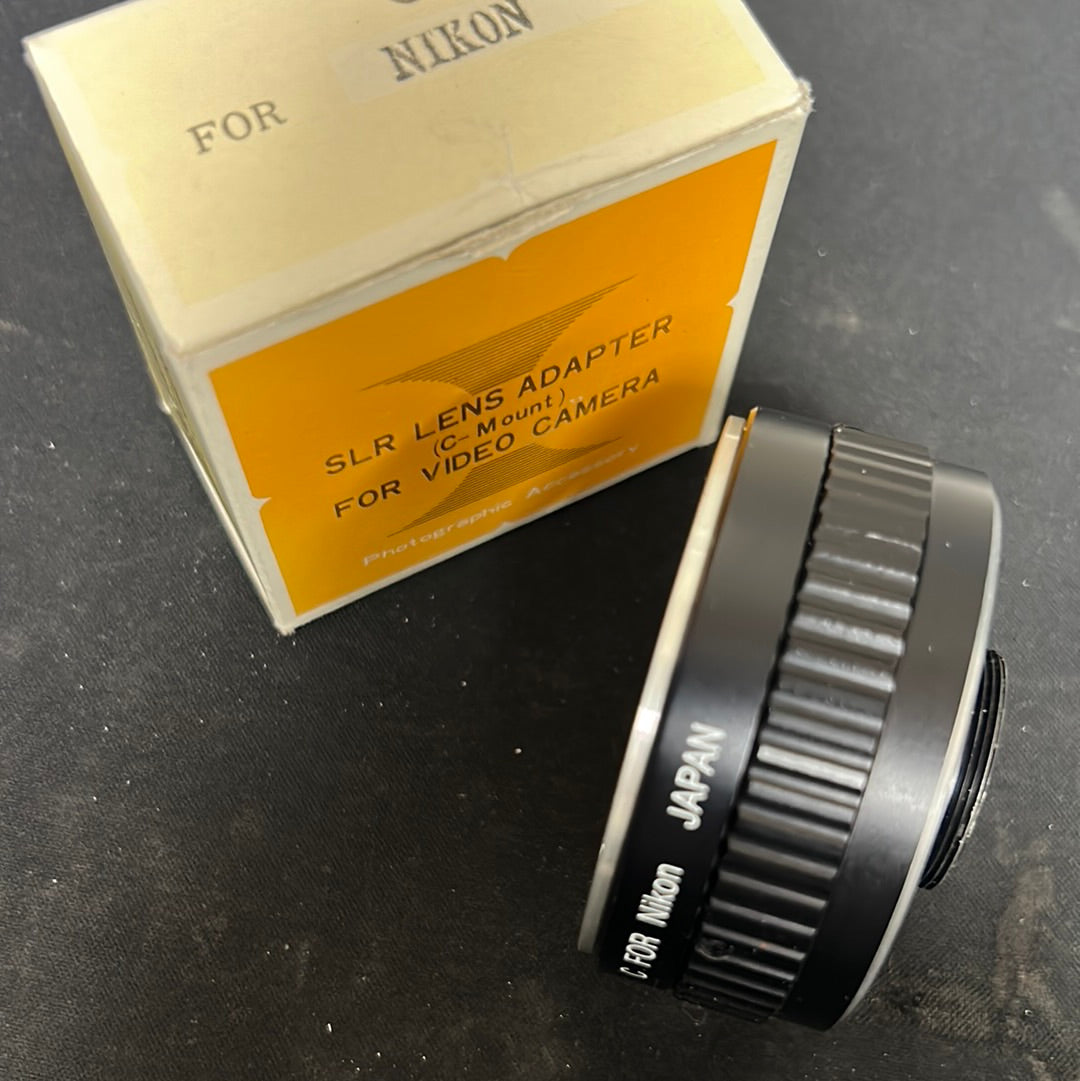 NIKON
FOR
SLR LENS ADAPTER
(C-Mount)
FOR VIDEO CAMERA
Photographic Accessory
C FOR Nikon JAPAN